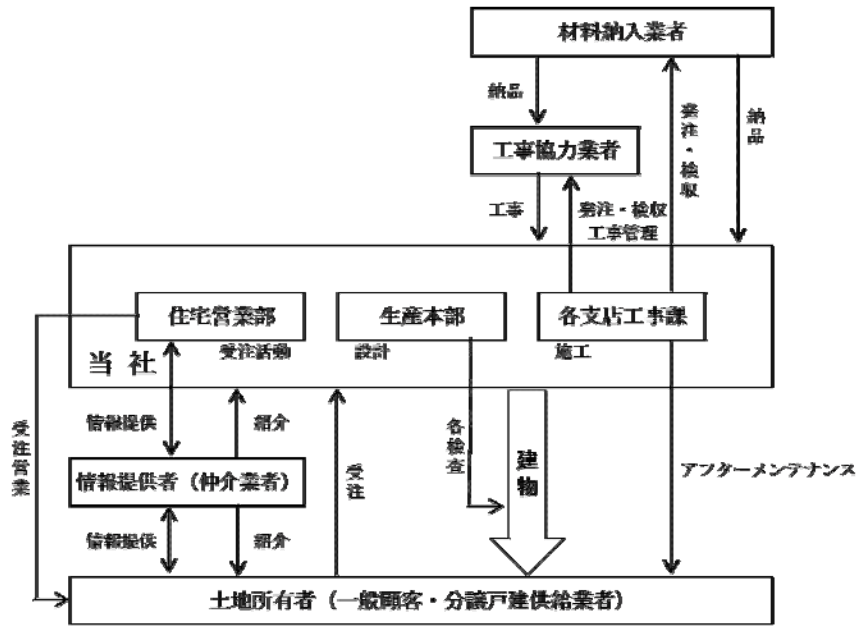 材料納入業者
納品
発注・検収
納品
工事協力業者
工事
発注・検収
工事管理
住宅営業部
生産本部
各支店工事課
受注活動
設計
施工
当社
受注営業
情報提供
紹介
受注
各検査
建物
アフターメンテナンス
情報提供者（仲介業者）
情報提供
紹介
土地所有者（一般顧客・分譲戸建供給業者）